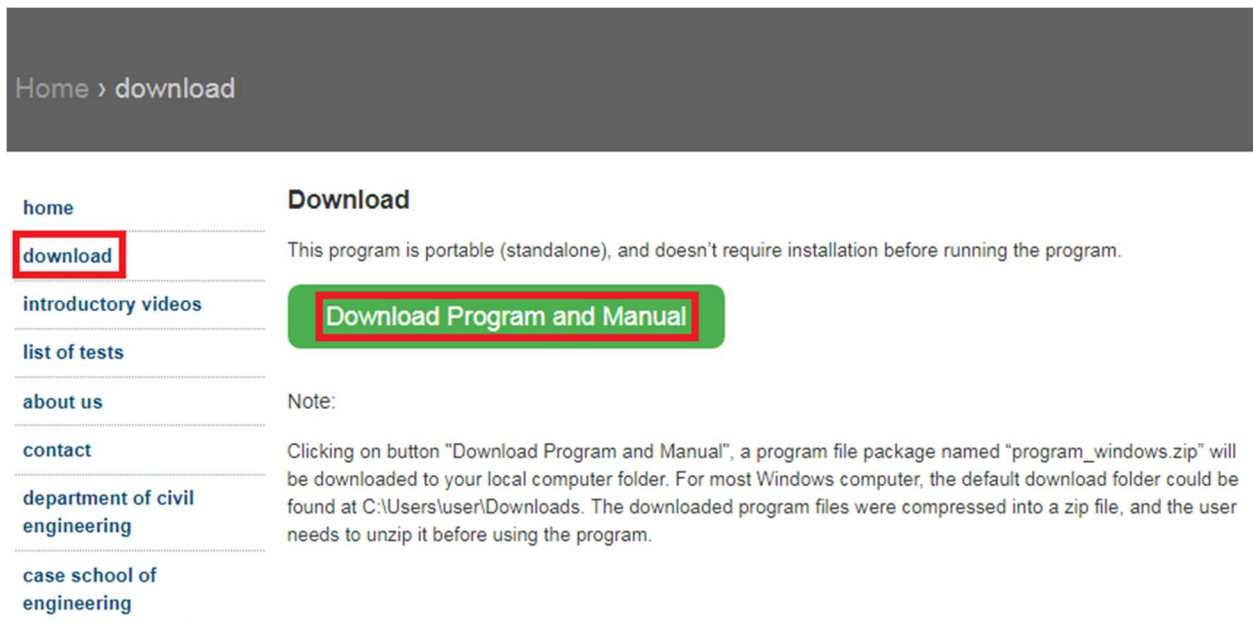 Home › download
home
download
introductory videos
list of tests
about us
contact
department of civil
engineering
case school of
engineering
Download
This program is portable (standalone), and doesn't require installation before running the program.
Download Program and Manual
Note:
Clicking on button "Download Program and Manual", a program file package named “program_windows.zip” will
be downloaded to your local computer folder. For most Windows computer, the default download folder could be
found at C:\Users\user\Downloads. The downloaded program files were compressed into a zip file, and the user
needs to unzip it before using the program.